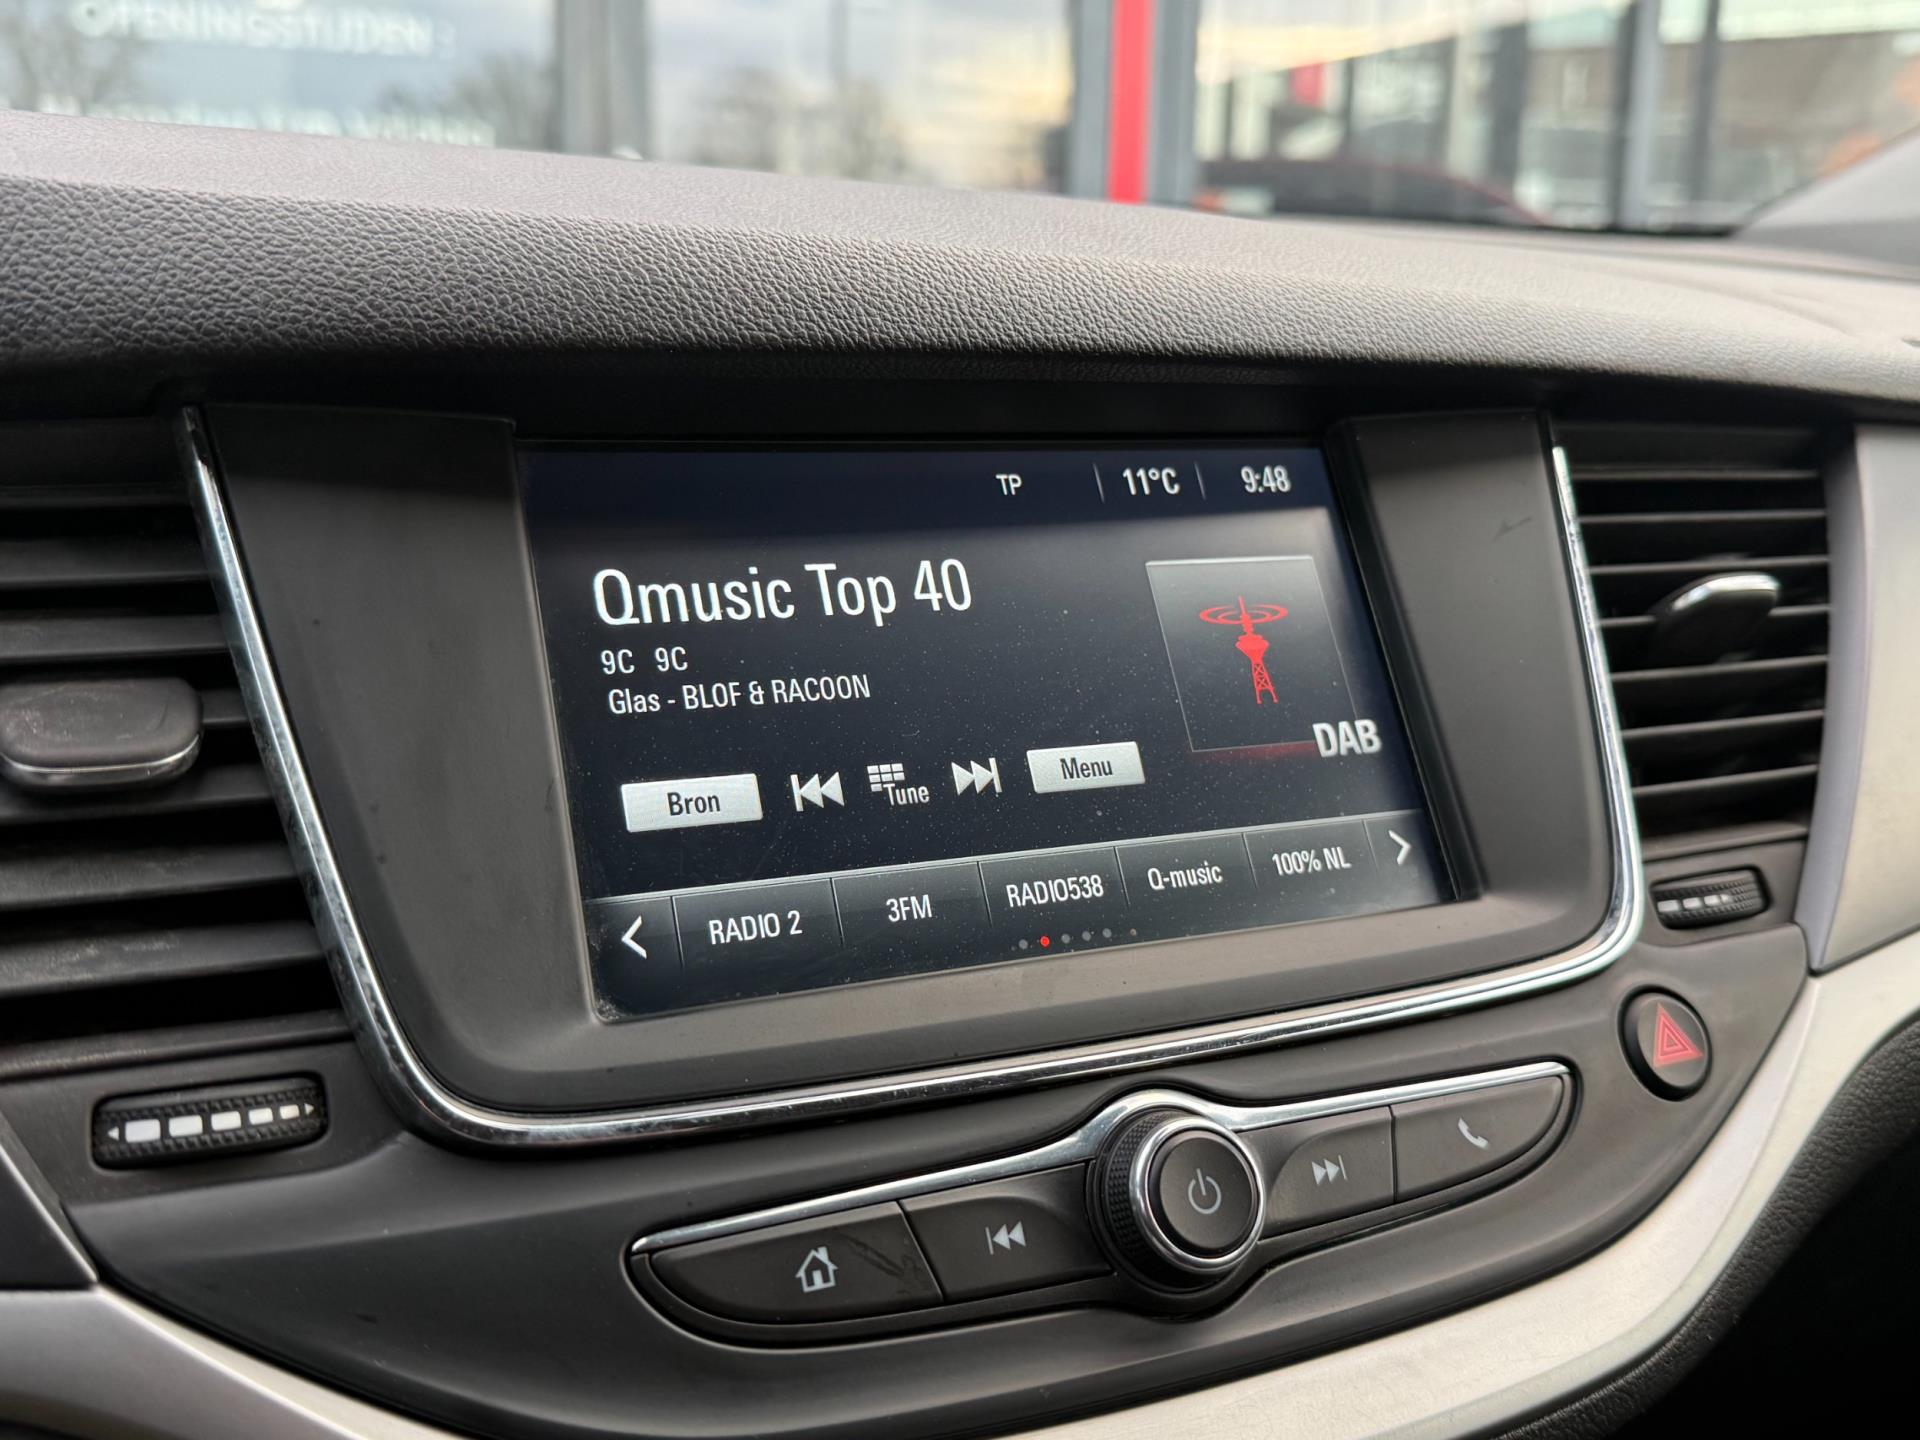 OPENINGSTIJDEN
TP 11°C 9:48
Qmusic Top 40
9C 9C
Glas - BLOF & RACOON
DAB
Bron Tune Menu
RADIO 2 3FM RADIO538 Q-music 100% NL